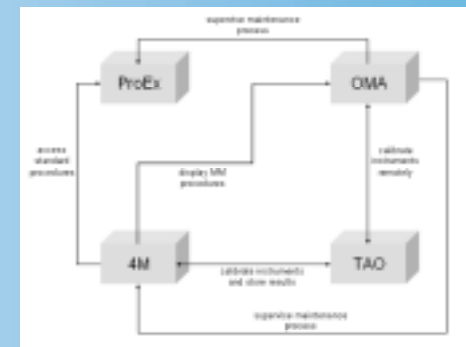 supervise maintenance
process
ProEx
OMA
access
standard
procedures
display MM
procedures
calibrate
instruments
remotely
4M
TAO
calibrate instruments
and store results
supervise maintenance
process